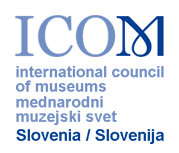 ICOM
international council
of museums
mednarodni
muzejski svet
Slovenia / Slovenija